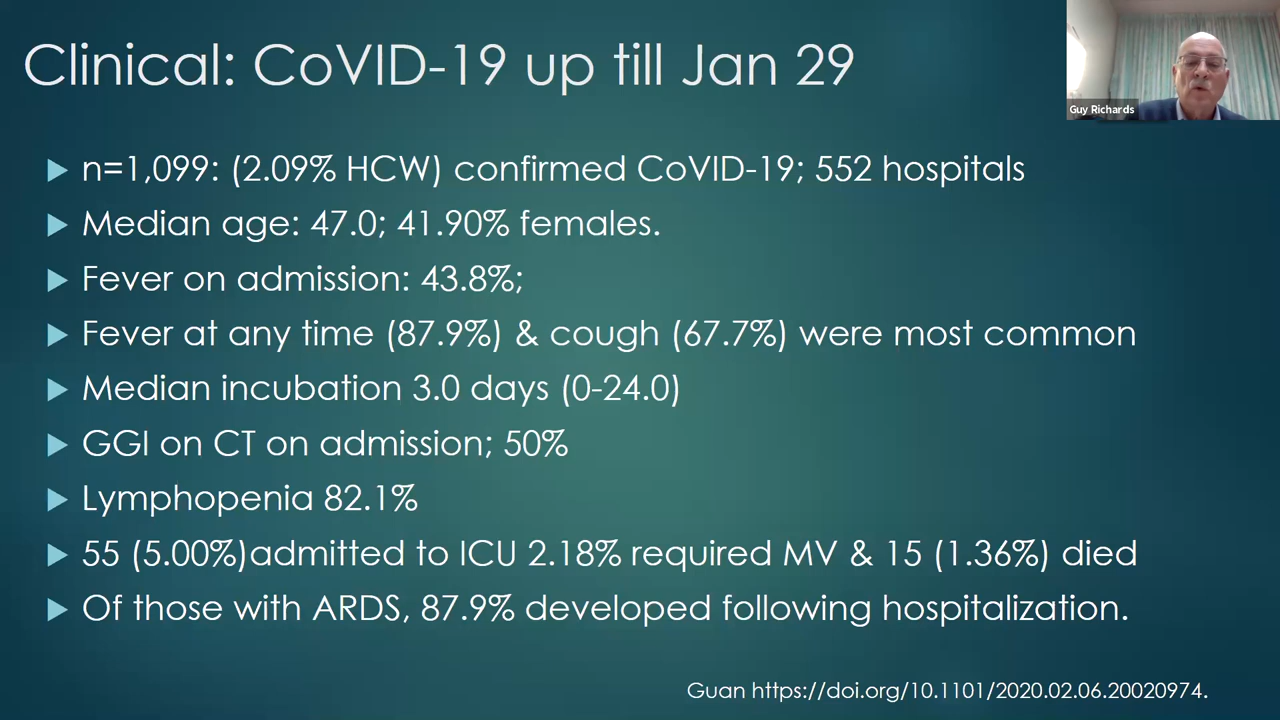 Clinical: CoVID-19 up till Jan 29
Guy Richards
n=1,099: (2.09% HCW) confirmed CoVID-19; 552 hospitals
Median age: 47.0; 41.90% females.
Fever on admission: 43.8%;
Fever at any time (87.9%) & cough (67.7%) were most common
Median incubation 3.0 days (0-24.0)
GGI on CT on admission; 50%
Lymphopenia 82.1%
55 (5.00%)admitted to ICU 2.18% required MV & 15 (1.36%) died
Of those with ARDS, 87.9% developed following hospitalization.
Guan https://doi.org/10.1101/2020.02.06.20020974.